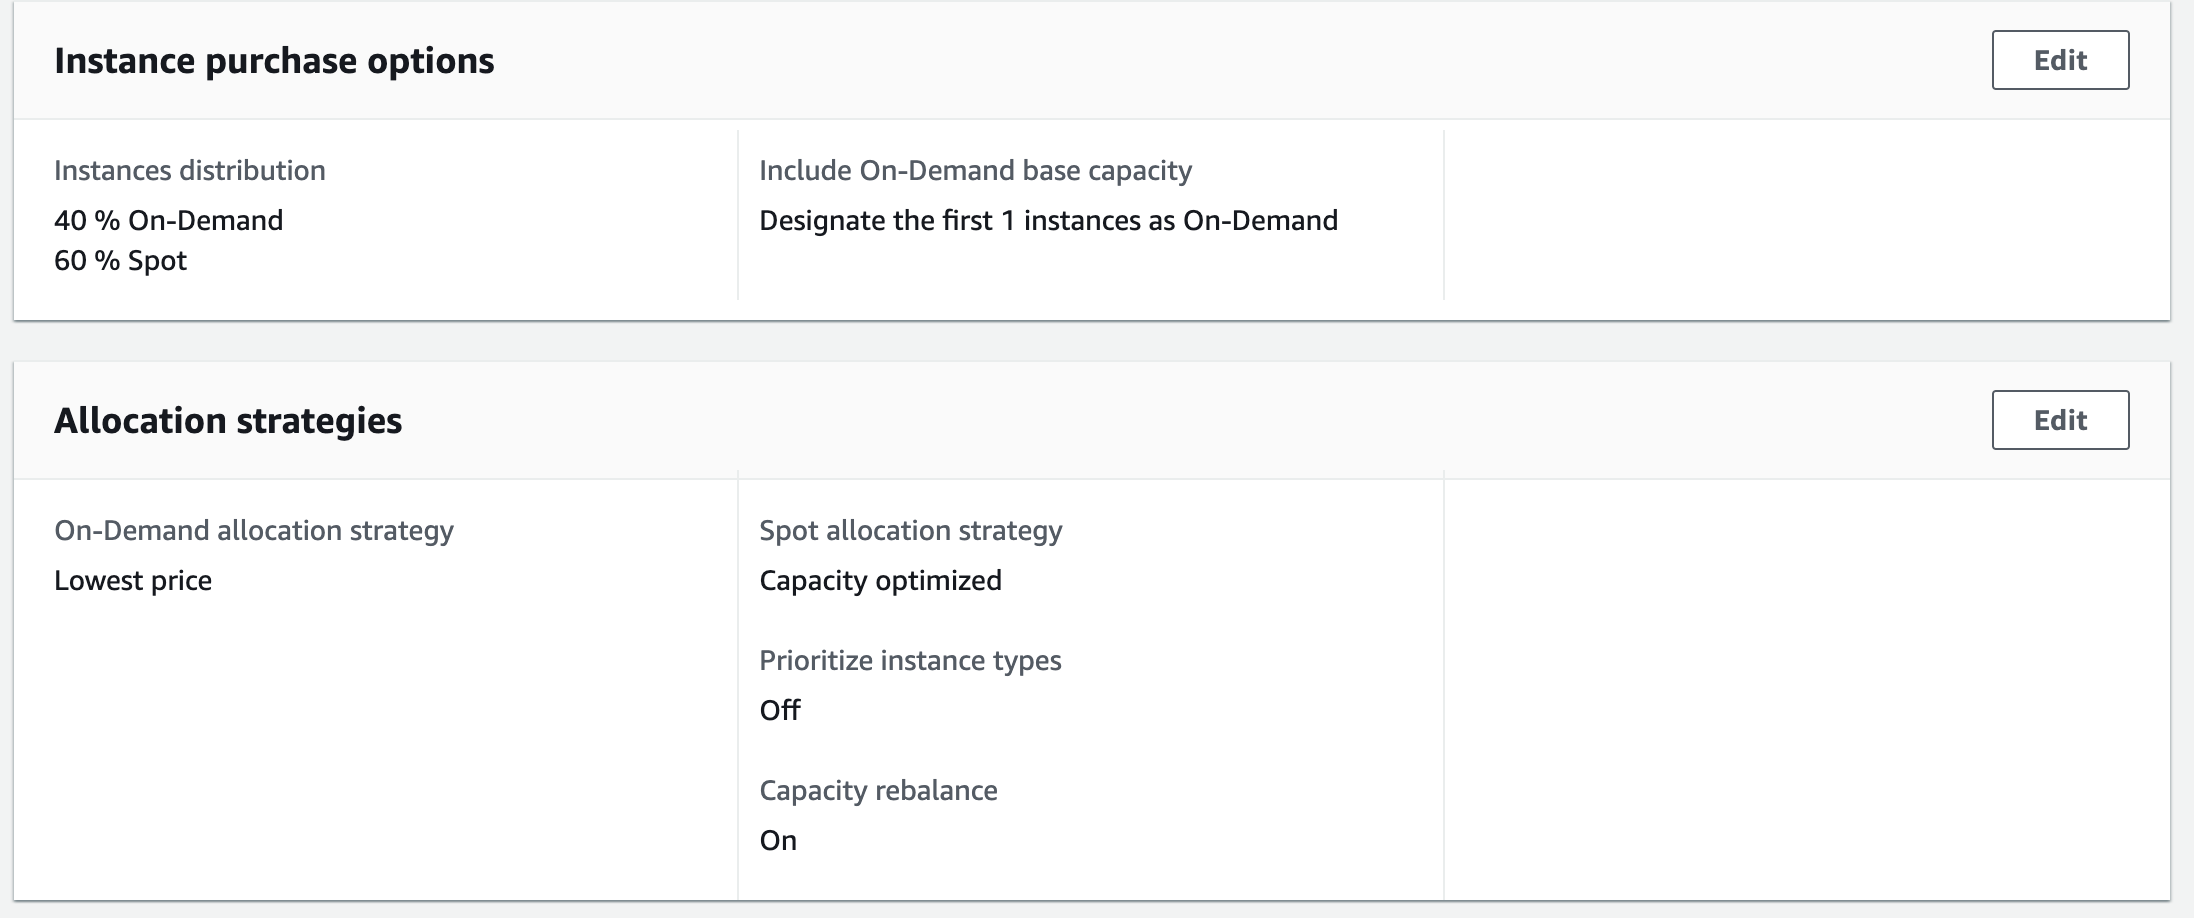 Instance purchase options
Edit
Instances distribution
40 % On-Demand
60 % Spot
Include On-Demand base capacity
Designate the first 1 instances as On-Demand
Allocation strategies
Edit
On-Demand allocation strategy
Lowest price
Spot allocation strategy
Capacity optimized
Prioritize instance types
Off
Capacity rebalance
On